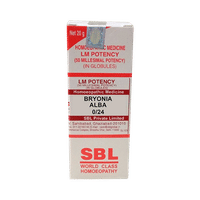 Net 20 g
HOMOEOPATHIC MEDICINE
LM POTENCY
(50 MILLESIMAL POTENCY)
(IN GLOBULES)
LM POTENCY
Homoeopathic Medicine
BRYONIA
ALBA
0/24
SBL Private Limited
SBL
WORLD CLASS
HOMOEOPATHY